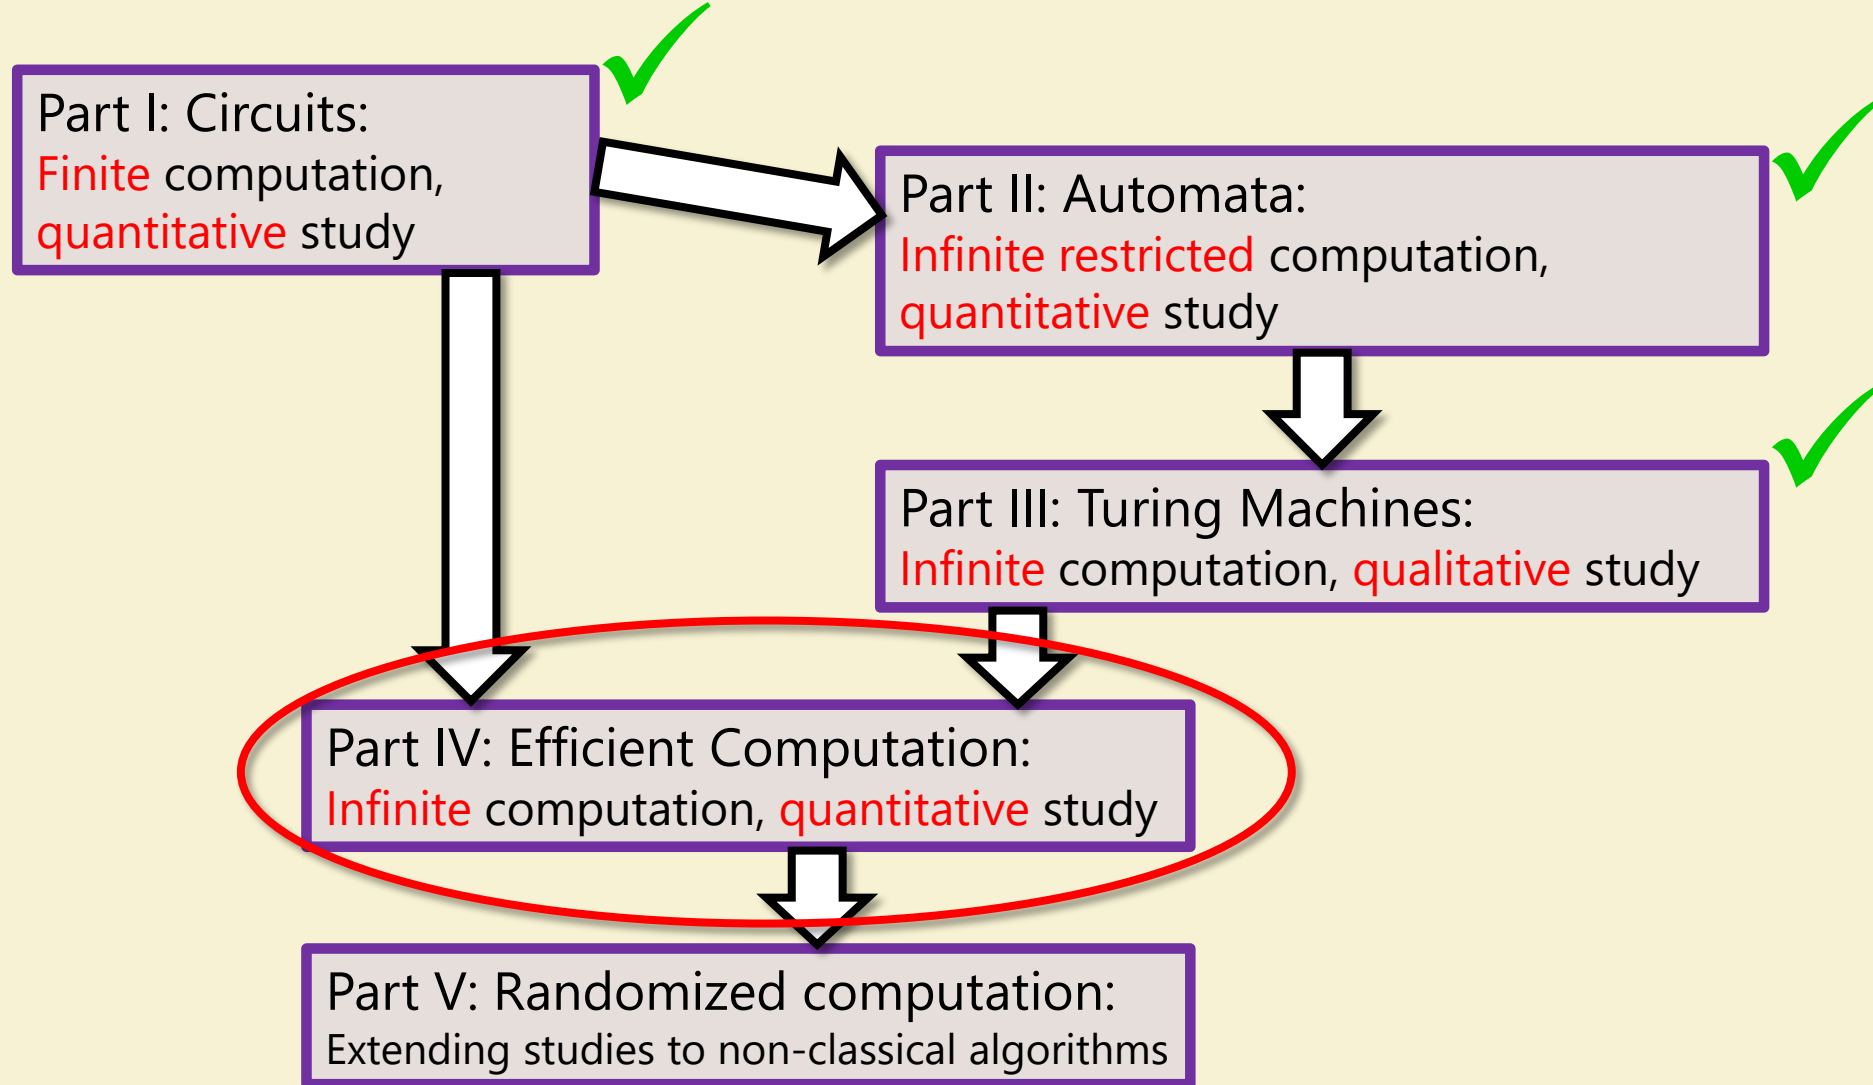 Part I: Circuits:
Finite computation,
quantitative study
Part II: Automata:
Infinite restricted computation,
quantitative study
Part III: Turing Machines:
Infinite computation, qualitative study
Part IV: Efficient Computation:
Infinite computation, quantitative study
Part V: Randomized computation:
Extending studies to non-classical algorithms